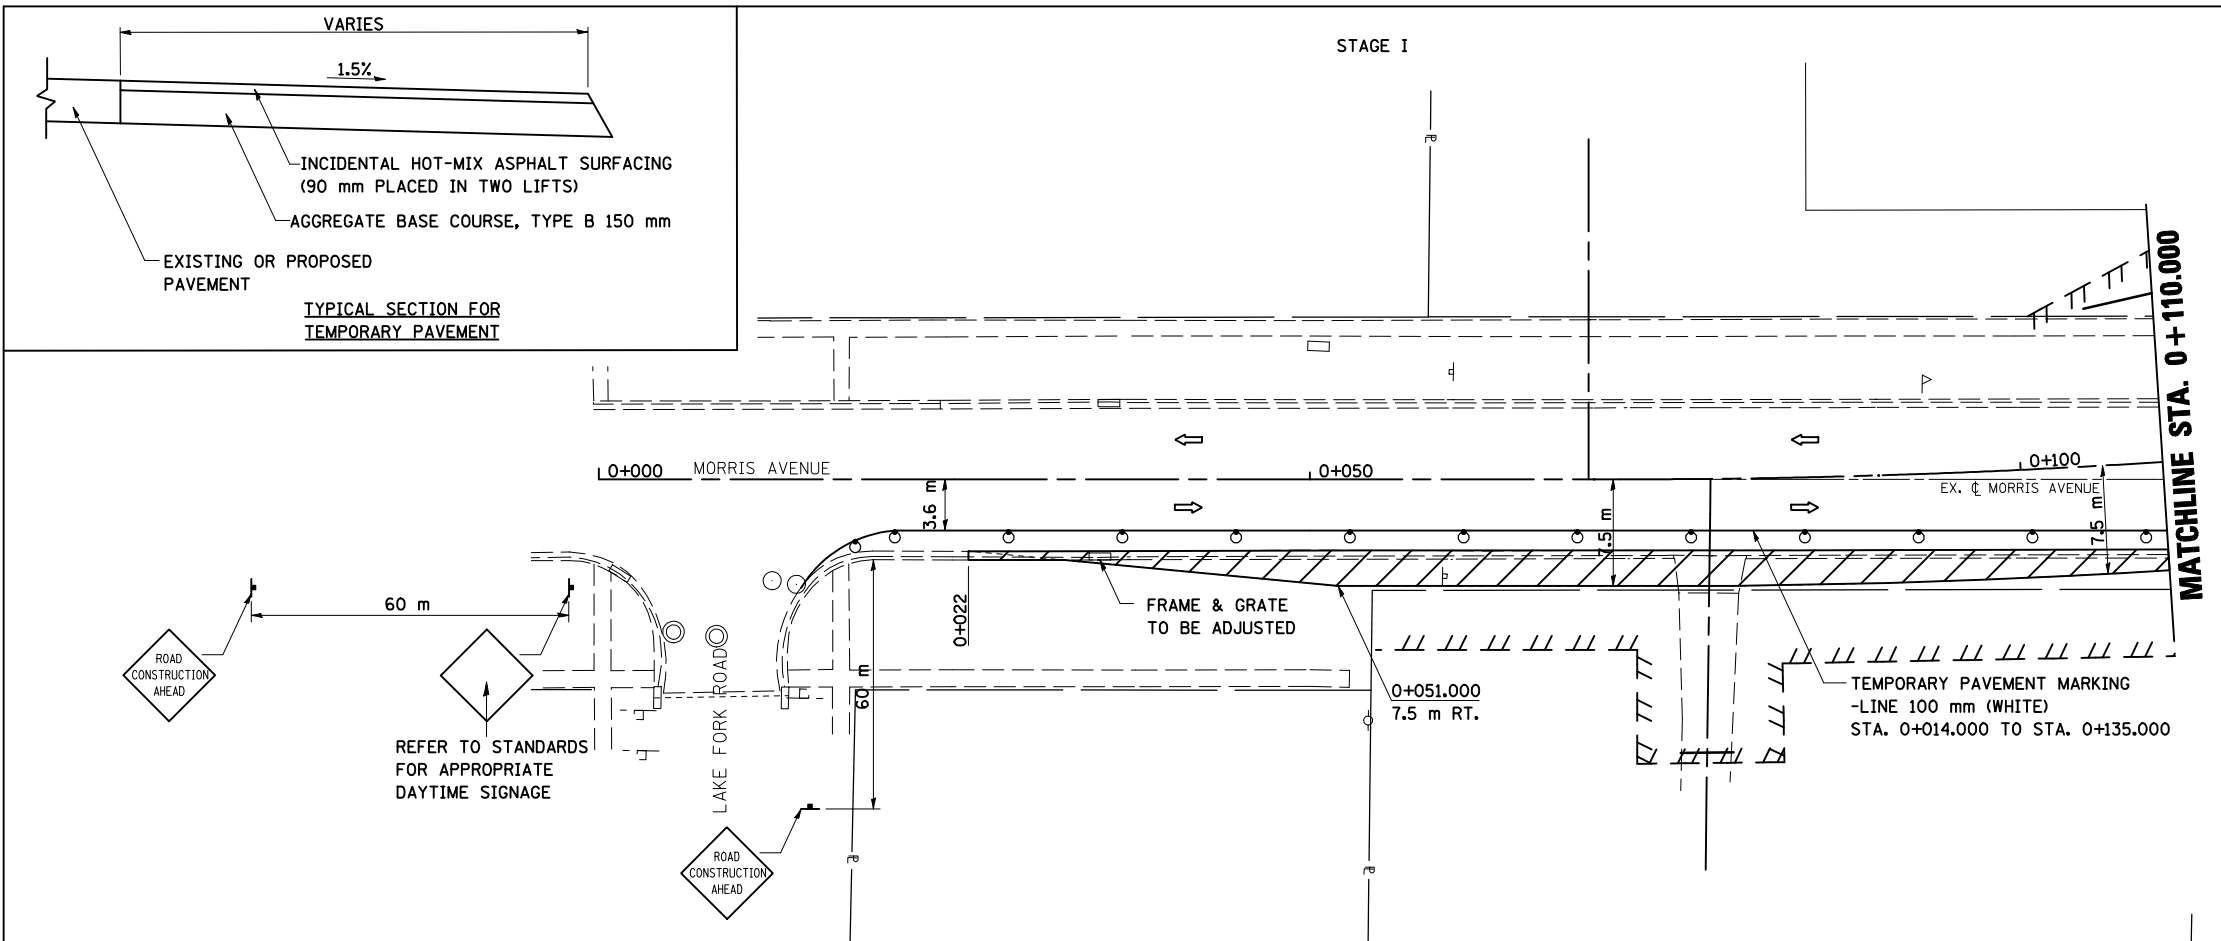 VARIES
1.5%
INCIDENTAL HOT-MIX ASPHALT SURFACING
(90 mm PLACED IN TWO LIFTS)
AGGREGATE BASE COURSE, TYPE B 150 mm
EXISTING OR PROPOSED
PAVEMENT
TYPICAL SECTION FOR
TEMPORARY PAVEMENT
STAGE I
PL
MATCHLINE STA. 0+110.000
0+000
MORRIS AVENUE
0+050
0+100
EX. CL MORRIS AVENUE
3.6 m
7.5 m
7.5 m
60 m
ROAD
CONSTRUCTION
AHEAD
REFER TO STANDARDS
FOR APPROPRIATE
DAYTIME SIGNAGE
LAKE FORK ROAD
60 m
0+022
FRAME & GRATE
TO BE ADJUSTED
0+051.000
7.5 m RT.
TEMPORARY PAVEMENT MARKING
-LINE 100 mm (WHITE)
STA. 0+014.000 TO STA. 0+135.000
ROAD
CONSTRUCTION
AHEAD
PL
PL